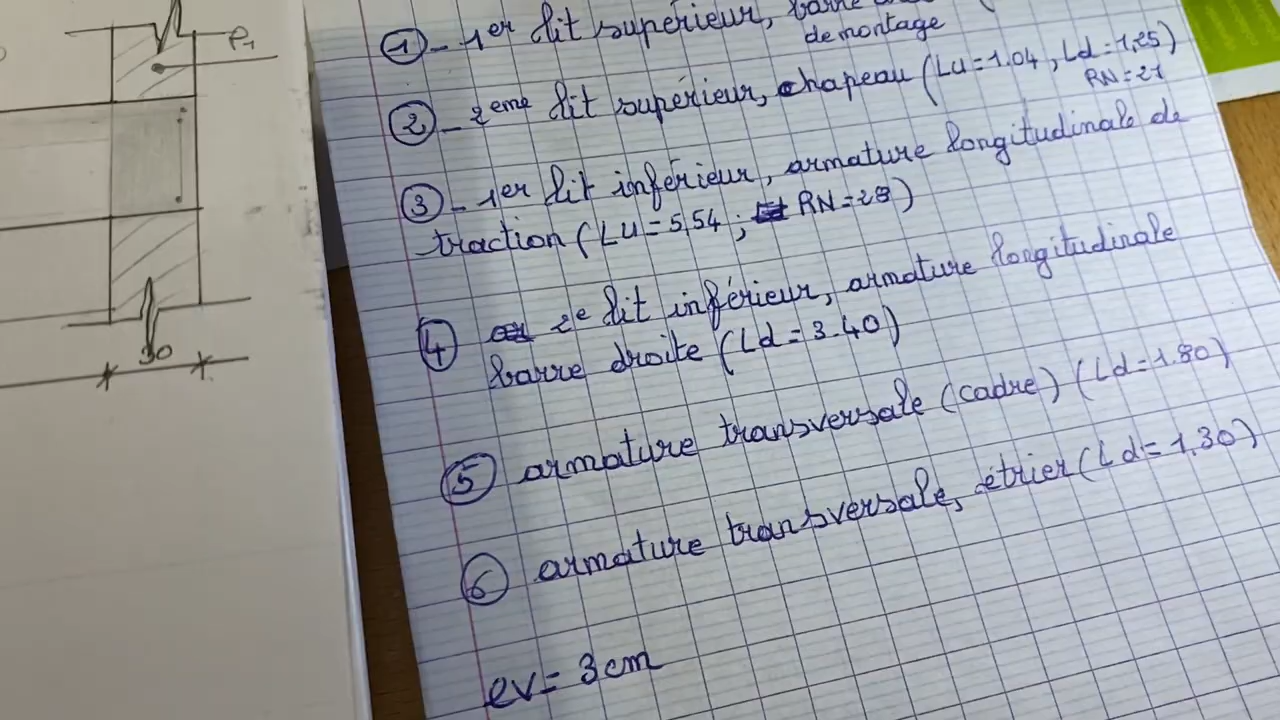 P1
30
① - 1er lit supérieur, barre
de montage
② - 2eme lit supérieur, chapeau (Lu=1.04, Ld=1,25)
RN=21
③ - 1er lit inférieur, armature longitudinale de
traction (Lu=5,54 ; RN=28)
④ 2e lit inférieur, armature longitudinale
barre droite (Ld=3.40)
⑤ armature transversale (cadre) (Ld=1.80)
⑥ armature transversale, étrier (Ld=1.30)
ev= 3cm